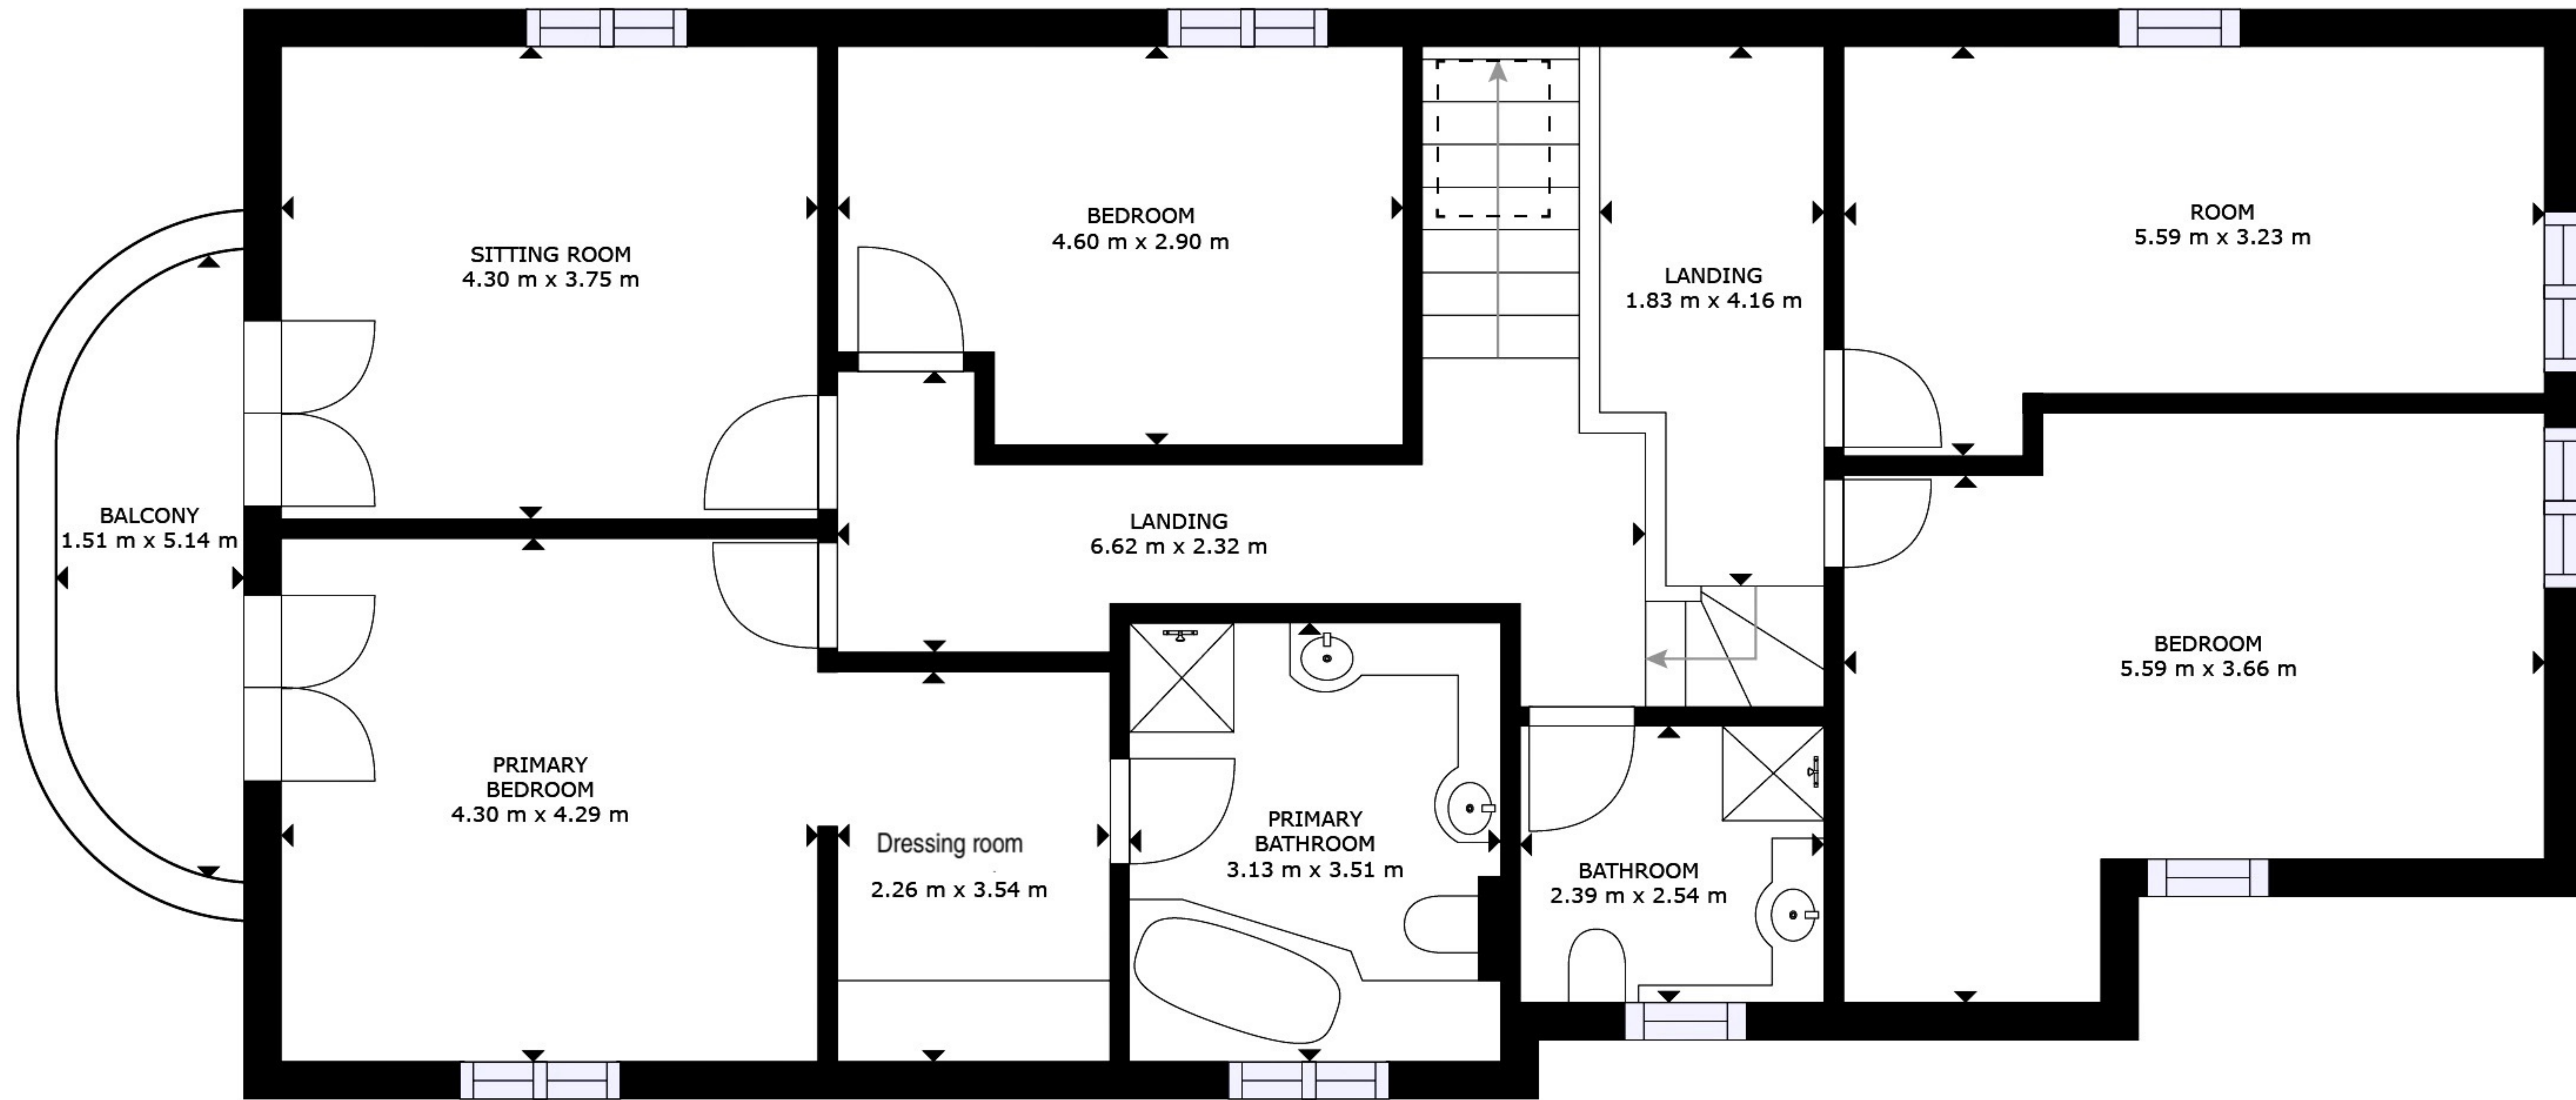 SITTING ROOM
4.30 m x 3.75 m
BEDROOM
4.60 m x 2.90 m
LANDING
1.83 m x 4.16 m
ROOM
5.59 m x 3.23 m
BALCONY
1.51 m x 5.14 m
LANDING
6.62 m x 2.32 m
BEDROOM
5.59 m x 3.66 m
PRIMARY
BEDROOM
4.30 m x 4.29 m
Dressing room
2.26 m x 3.54 m
PRIMARY
BATHROOM
3.13 m x 3.51 m
BATHROOM
2.39 m x 2.54 m